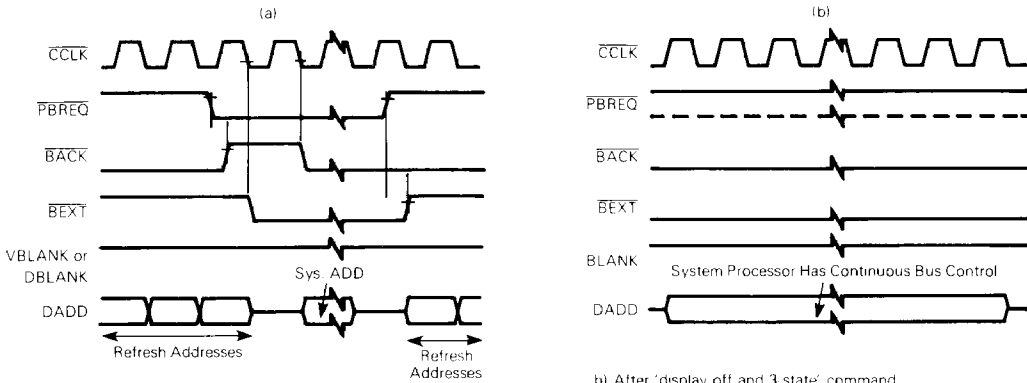 (a)
CCLK
PBREQ
BACK
BEXT
VBLANK or
DBLANK
Sys. ADD
DADD
Refresh Addresses
Refresh
Addresses
(b)
CCLK
PBREQ
BACK
BEXT
BLANK
System Processor Has Continuous Bus Control
DADD
b) After 'display off and 3-state' command